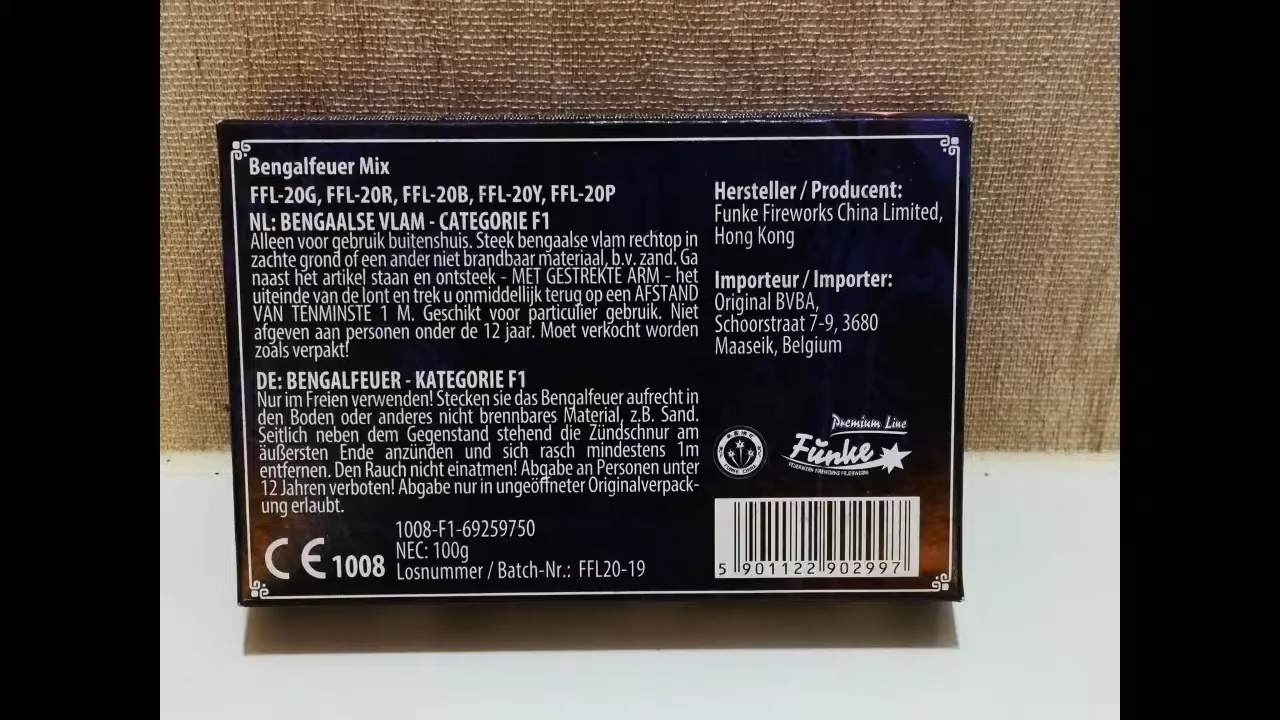 Bengalfeuer Mix
FFL-20G, FFL-20R, FFL-20B, FFL-20Y, FFL-20P
NL: BENGAALSE VLAM - CATEGORIE F1
Alleen voor gebruik buitenshuis. Steek bengaalse vlam rechtop in
zachte grond of een ander niet brandbaar materiaal, b.v. zand. Ga
naast het artikel staan en ontsteek - MET GESTREKTE ARM - het
uiteinde van de lont en trek u onmiddellijk terug op een AFSTAND
VAN TENMINSTE 1 M. Geschikt voor particulier gebruik. Niet
afgeven aan personen onder de 12 jaar. Moet verkocht worden
zoals verpakt!
DE: BENGALFEUER - KATEGORIE F1
Nur im Freien verwenden! Stecken sie das Bengalfeuer aufrecht in
den Boden oder anderes nicht brennbares Material, z.B. Sand.
Seitlich neben dem Gegenstand stehend die Zündschnur am
äußersten Ende anzünden und sich rasch mindestens 1m
entfernen. Den Rauch nicht einatmen! Abgabe an Personen unter
12 Jahren verboten! Abgabe nur in ungeöffneter Originalverpack-
ung erlaubt.
CE 1008
1008-F1-69259750
NEC: 100g
Losnummer / Batch-Nr.: FFL20-19
Hersteller / Producent:
Funke Fireworks China Limited,
Hong Kong
Importeur / Importer:
Original BVBA,
Schoorstraat 7-9, 3680
Maaseik, Belgium
Premium Line
Funke
FEUERWERK FIREWORKS FAJERWERKI
FUNKE CHINA
5 901122 902997